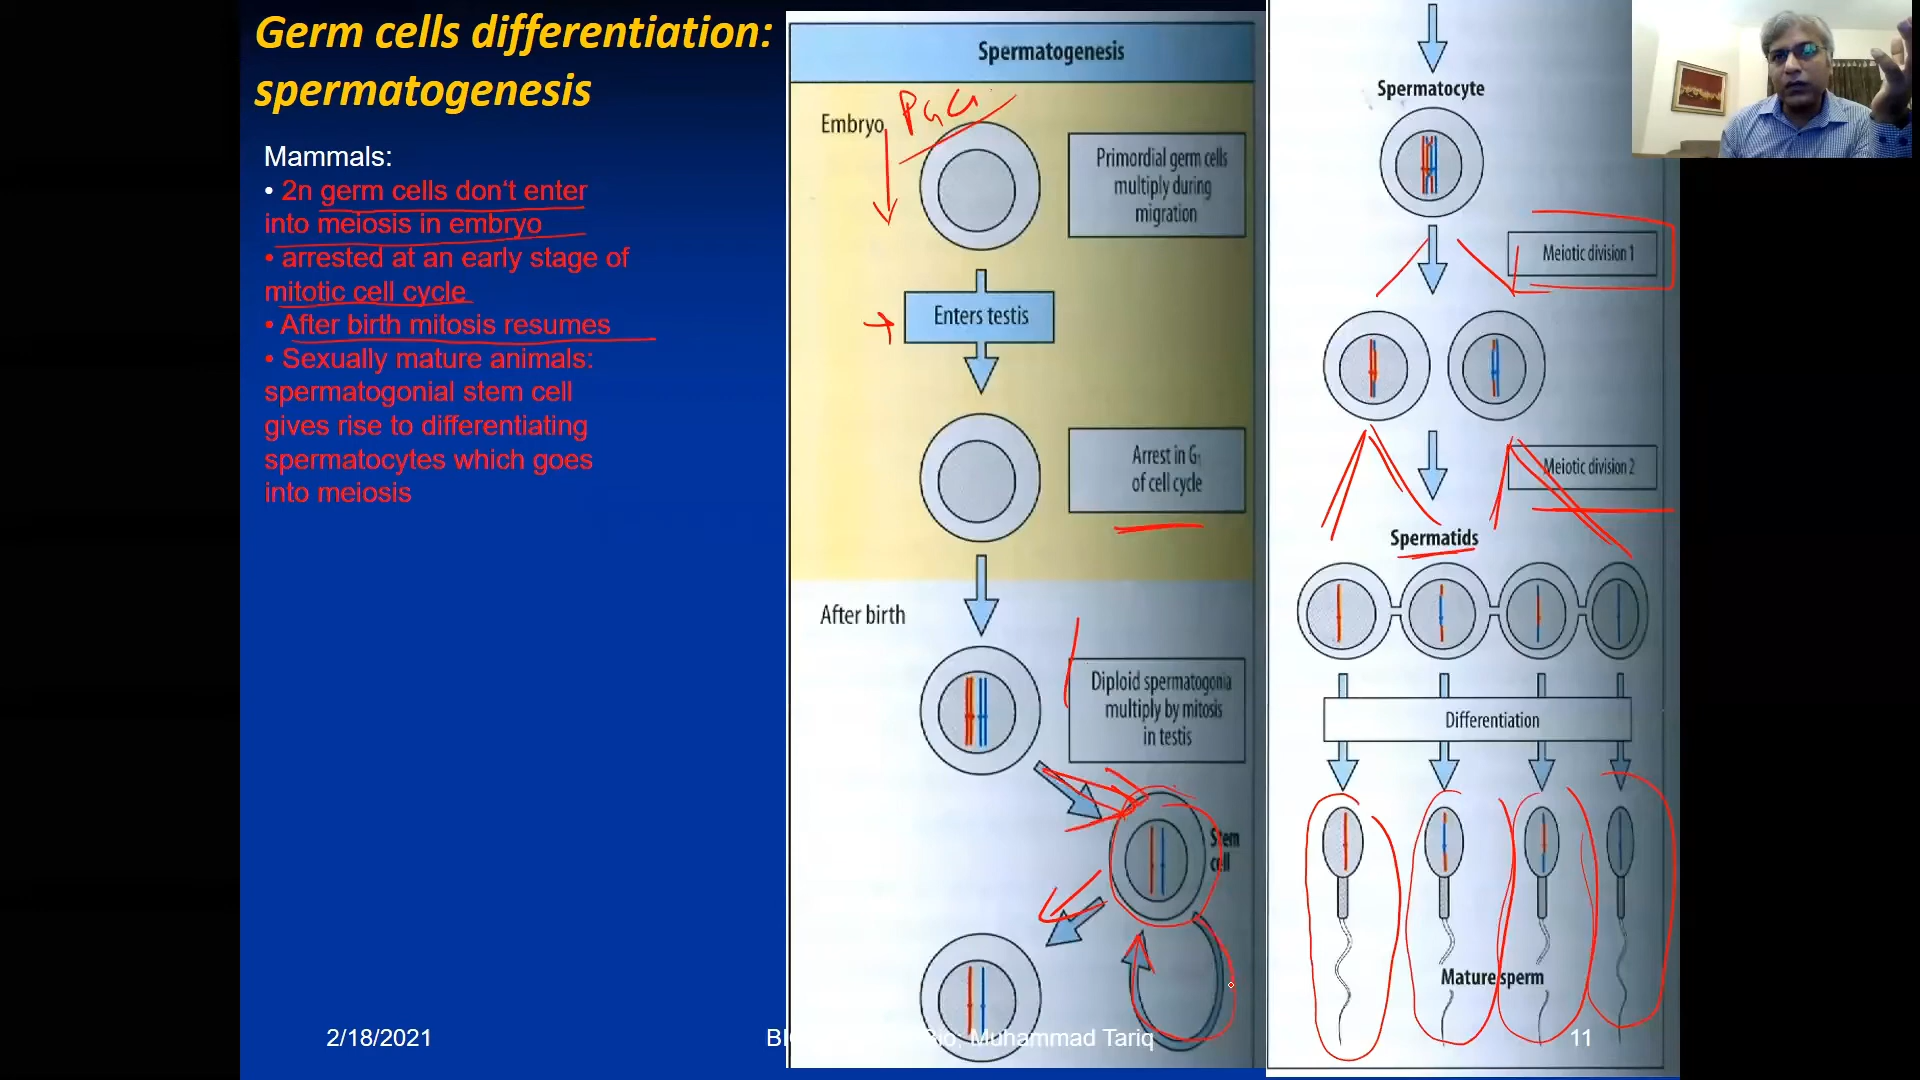 Germ cells differentiation:
spermatogenesis
Mammals:
• 2n germ cells don‘t enter
into meiosis in embryo
• arrested at an early stage of
mitotic cell cycle
• After birth mitosis resumes
• Sexually mature animals:
spermatogonial stem cell
gives rise to differentiating
spermatocytes which goes
into meiosis
Spermatogenesis
Embryo
PGC
Primordial germ cells
multiply during
migration
Enters testis
Arrest in G1
of cell cycle
After birth
Diploid spermatogonia
multiply by mitosis
in testis
Stem
cell
Spermatocyte
Meiotic division 1
Meiotic division 2
Spermatids
Differentiation
Mature sperm
2/18/2021
Muhammad Tariq
11